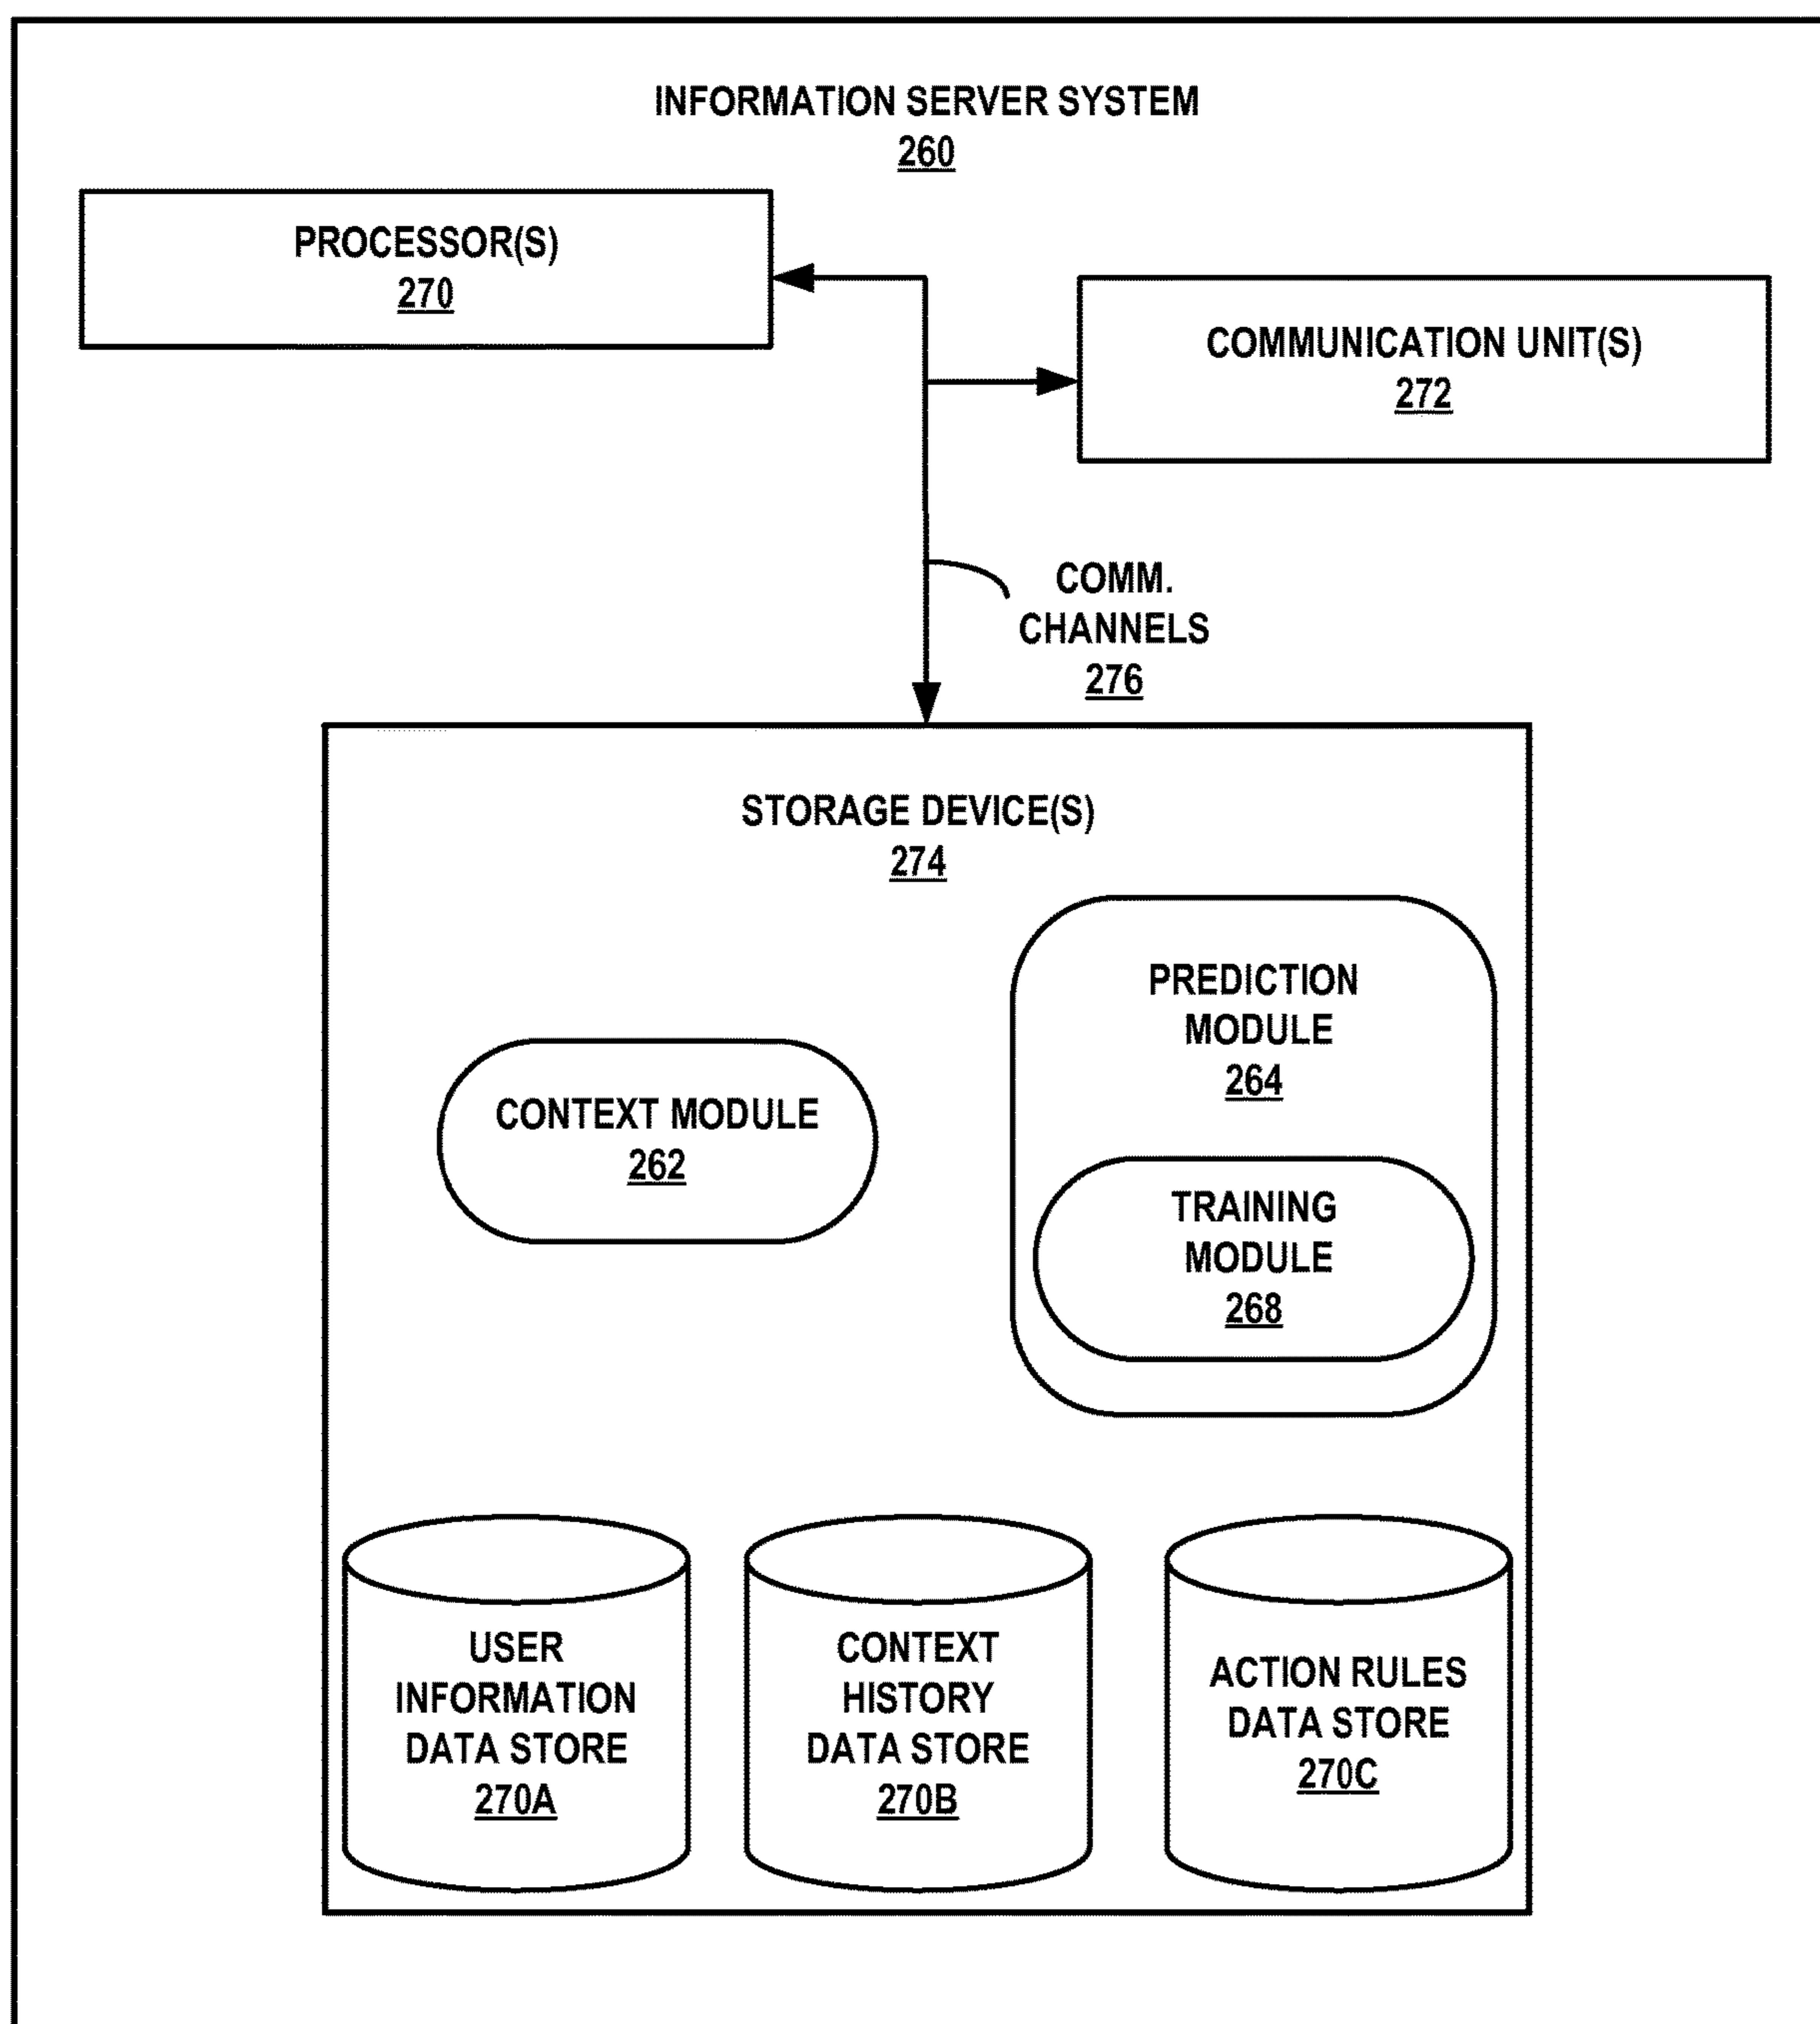 INFORMATION SERVER SYSTEM
260
PROCESSOR(S)
270
COMMUNICATION UNIT(S)
272
COMM.
CHANNELS
276
STORAGE DEVICE(S)
274
PREDICTION
MODULE
264
CONTEXT MODULE
262
TRAINING
MODULE
268
USER
INFORMATION
DATA STORE
270A
CONTEXT
HISTORY
DATA STORE
270B
ACTION RULES
DATA STORE
270C